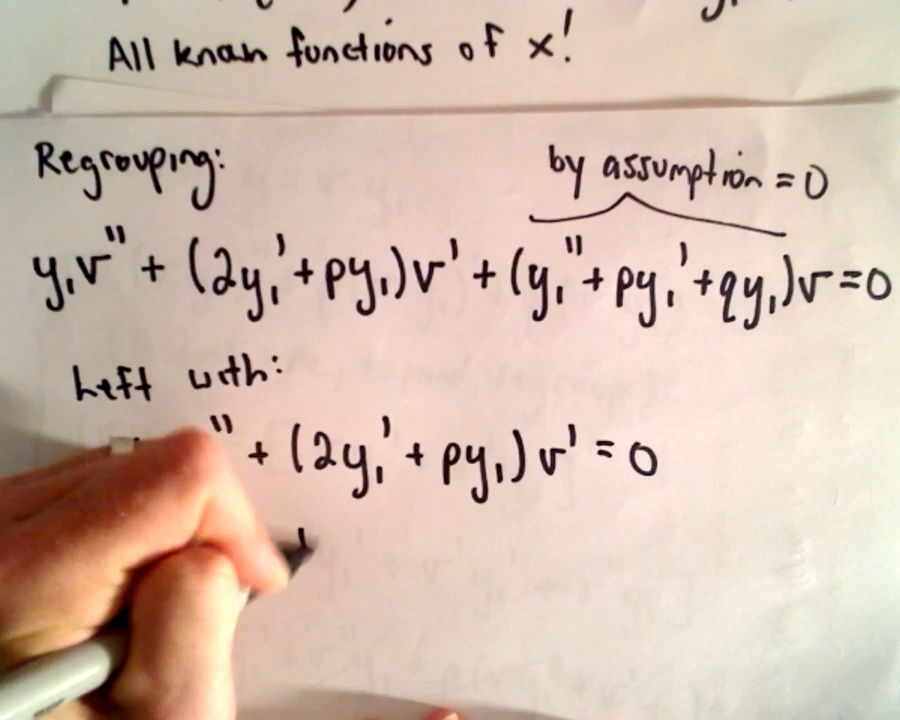 All known functions of x!
Regrouping:
by assumption = 0
y₁v'' + (2y₁' + py₁)v' + (y₁'' + py₁' + qy₁)v = 0
Left with:
'' + (2y₁' + py₁)v' = 0